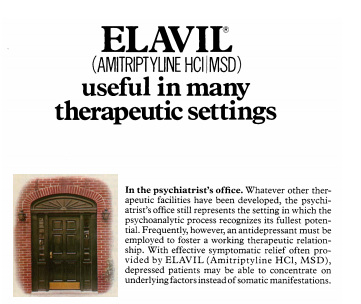 ELAVIL®
(AMITRIPTYLINE HCl|MSD)
useful in many
therapeutic settings
In the psychiatrist's office. Whatever other ther-
apeutic facilities have been developed, the psychi-
atrist's office still represents the setting in which the
psychoanalytic process recognizes its fullest poten-
tial. Frequently, however, an antidepressant must be
employed to foster a working therapeutic relation-
ship. With effective symptomatic relief often pro-
vided by ELAVIL (Amitriptyline HCl, MSD),
depressed patients may be able to concentrate on
underlying factors instead of somatic manifestations.